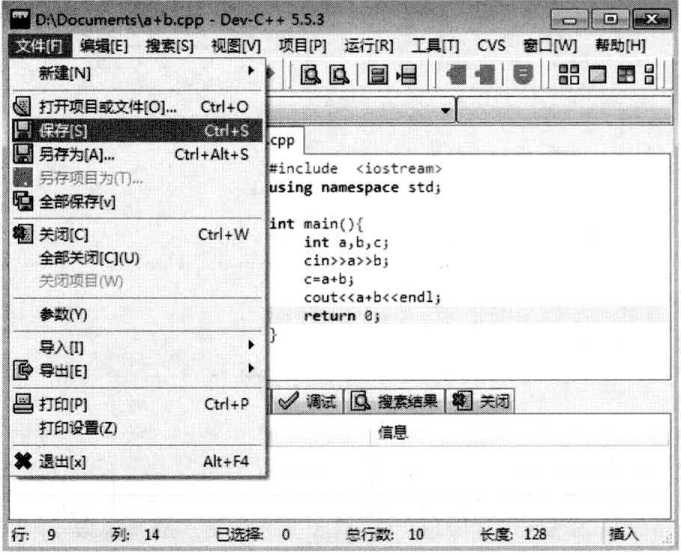 D:\Documents\a+b.cpp - Dev-C++ 5.5.3
文件[F] 编辑[E] 搜索[S] 视图[V] 项目[P] 运行[R] 工具[T] CVS 窗口[W] 帮助[H]
新建[N]
打开项目或文件[O]... Ctrl+O
保存[S] Ctrl+S
另存为[A]... Ctrl+Alt+S
另存项目为(T)...
全部保存[v]
关闭[C] Ctrl+W
全部关闭[C](U)
关闭项目(W)
参数(Y)
导入[I]
导出[E]
打印[P] Ctrl+P
打印设置(Z)
退出[x] Alt+F4
.cpp
#include <iostream>
using namespace std;
int main(){
int a,b,c;
cin>>a>>b;
c=a+b;
cout<<a+b<<endl;
return 0;
}
调试 搜索结果 关闭
信息
行: 9 列: 14 已选择: 0 总行数: 10 长度: 128 插入